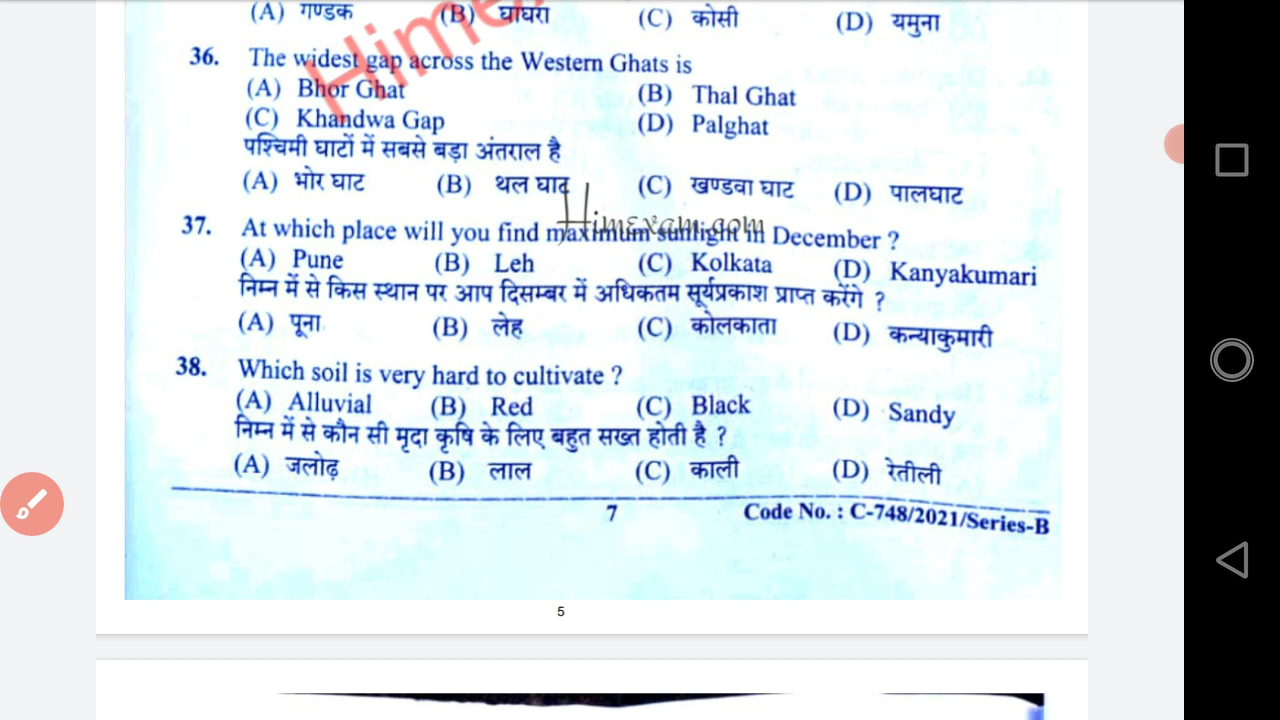 (A) गण्डक (B) घाघरा (C) कोसी (D) यमुना
36. The widest gap across the Western Ghats is
(A) Bhor Ghat (B) Thal Ghat
(C) Khandwa Gap (D) Palghat
पश्चिमी घाटों में सबसे बड़ा अंतराल है
(A) भोर घाट (B) थल घाट (C) खण्डवा घाट (D) पालघाट
Himexam.com
37. At which place will you find maximum sunlight in December ?
(A) Pune (B) Leh (C) Kolkata (D) Kanyakumari
निम्न में से किस स्थान पर आप दिसम्बर में अधिकतम सूर्यप्रकाश प्राप्त करेंगे ?
(A) पूना (B) लेह (C) कोलकाता (D) कन्याकुमारी
38. Which soil is very hard to cultivate ?
(A) Alluvial (B) Red (C) Black (D) Sandy
निम्न में से कौन सी मृदा कृषि के लिए बहुत सख्त होती है ?
(A) जलोढ़ (B) लाल (C) काली (D) रेतीली
7 Code No. : C-748/2021/Series-B
5